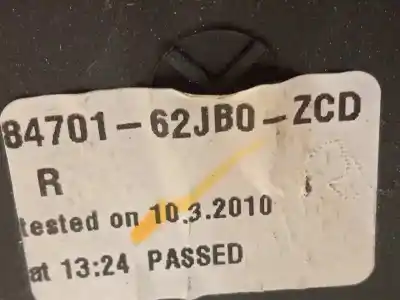 84701-62JB0-ZCD
R
tested on 10.3.2010
at 13:24 PASSED